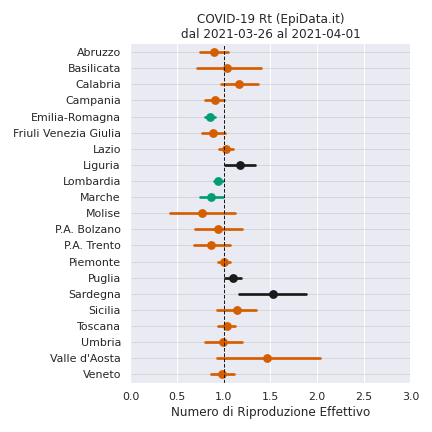 COVID-19 Rt (EpiData.it)
dal 2021-03-26 al 2021-04-01
Abruzzo
Basilicata
Calabria
Campania
Emilia-Romagna
Friuli Venezia Giulia
Lazio
Liguria
Lombardia
Marche
Molise
P.A. Bolzano
P.A. Trento
Piemonte
Puglia
Sardegna
Sicilia
Toscana
Umbria
Valle d'Aosta
Veneto
0.0 0.5 1.0 1.5 2.0 2.5 3.0
Numero di Riproduzione Effettivo